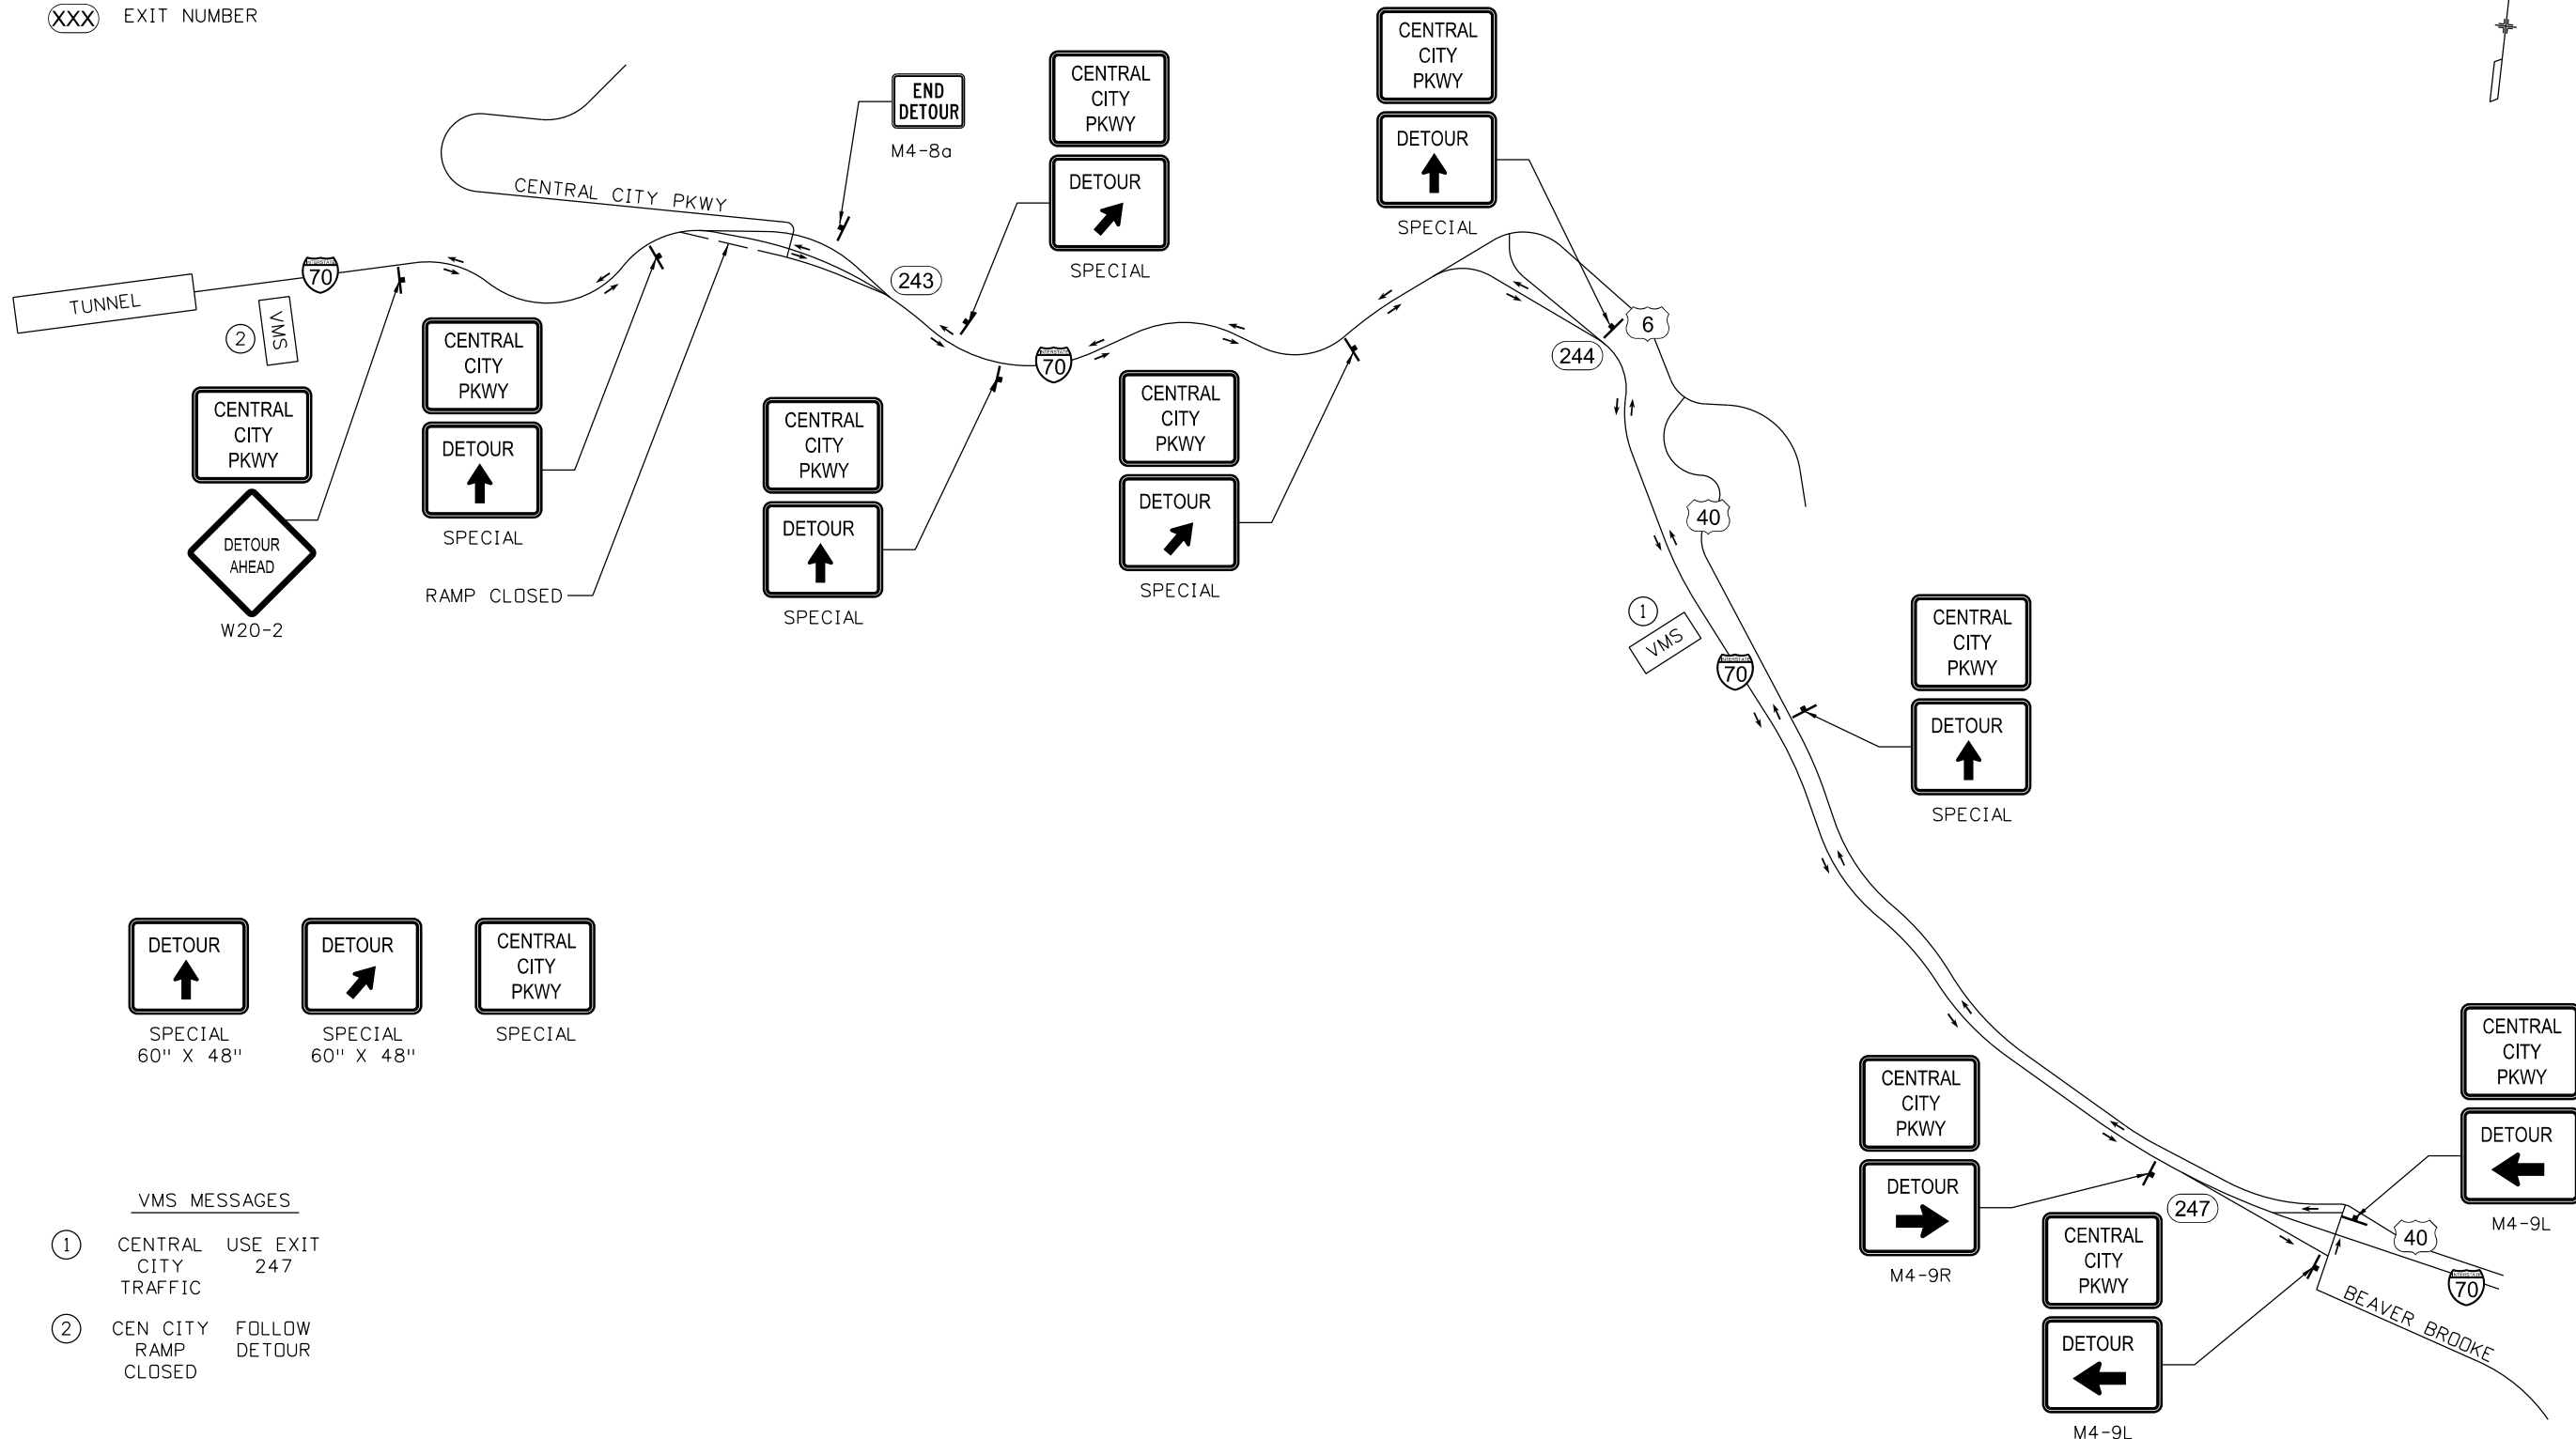 XXX EXIT NUMBER
CENTRAL
CITY
PKWY
DETOUR
SPECIAL
CENTRAL
CITY
PKWY
DETOUR
SPECIAL
END
DETOUR
M4-8a
CENTRAL CITY PKWY
TUNNEL
70
2
VMS
243
70
244
6
CENTRAL
CITY
PKWY
DETOUR
AHEAD
W20-2
CENTRAL
CITY
PKWY
DETOUR
SPECIAL
RAMP CLOSED
CENTRAL
CITY
PKWY
DETOUR
SPECIAL
CENTRAL
CITY
PKWY
DETOUR
SPECIAL
40
1
VMS
70
CENTRAL
CITY
PKWY
DETOUR
SPECIAL
DETOUR
SPECIAL
60" X 48"
DETOUR
SPECIAL
60" X 48"
CENTRAL
CITY
PKWY
SPECIAL
CENTRAL
CITY
PKWY
DETOUR
M4-9R
CENTRAL
CITY
PKWY
DETOUR
M4-9L
247
40
70
BEAVER BROOKE
CENTRAL
CITY
PKWY
DETOUR
M4-9L
VMS MESSAGES
1 CENTRAL USE EXIT
CITY 247
TRAFFIC
2 CEN CITY FOLLOW
RAMP DETOUR
CLOSED